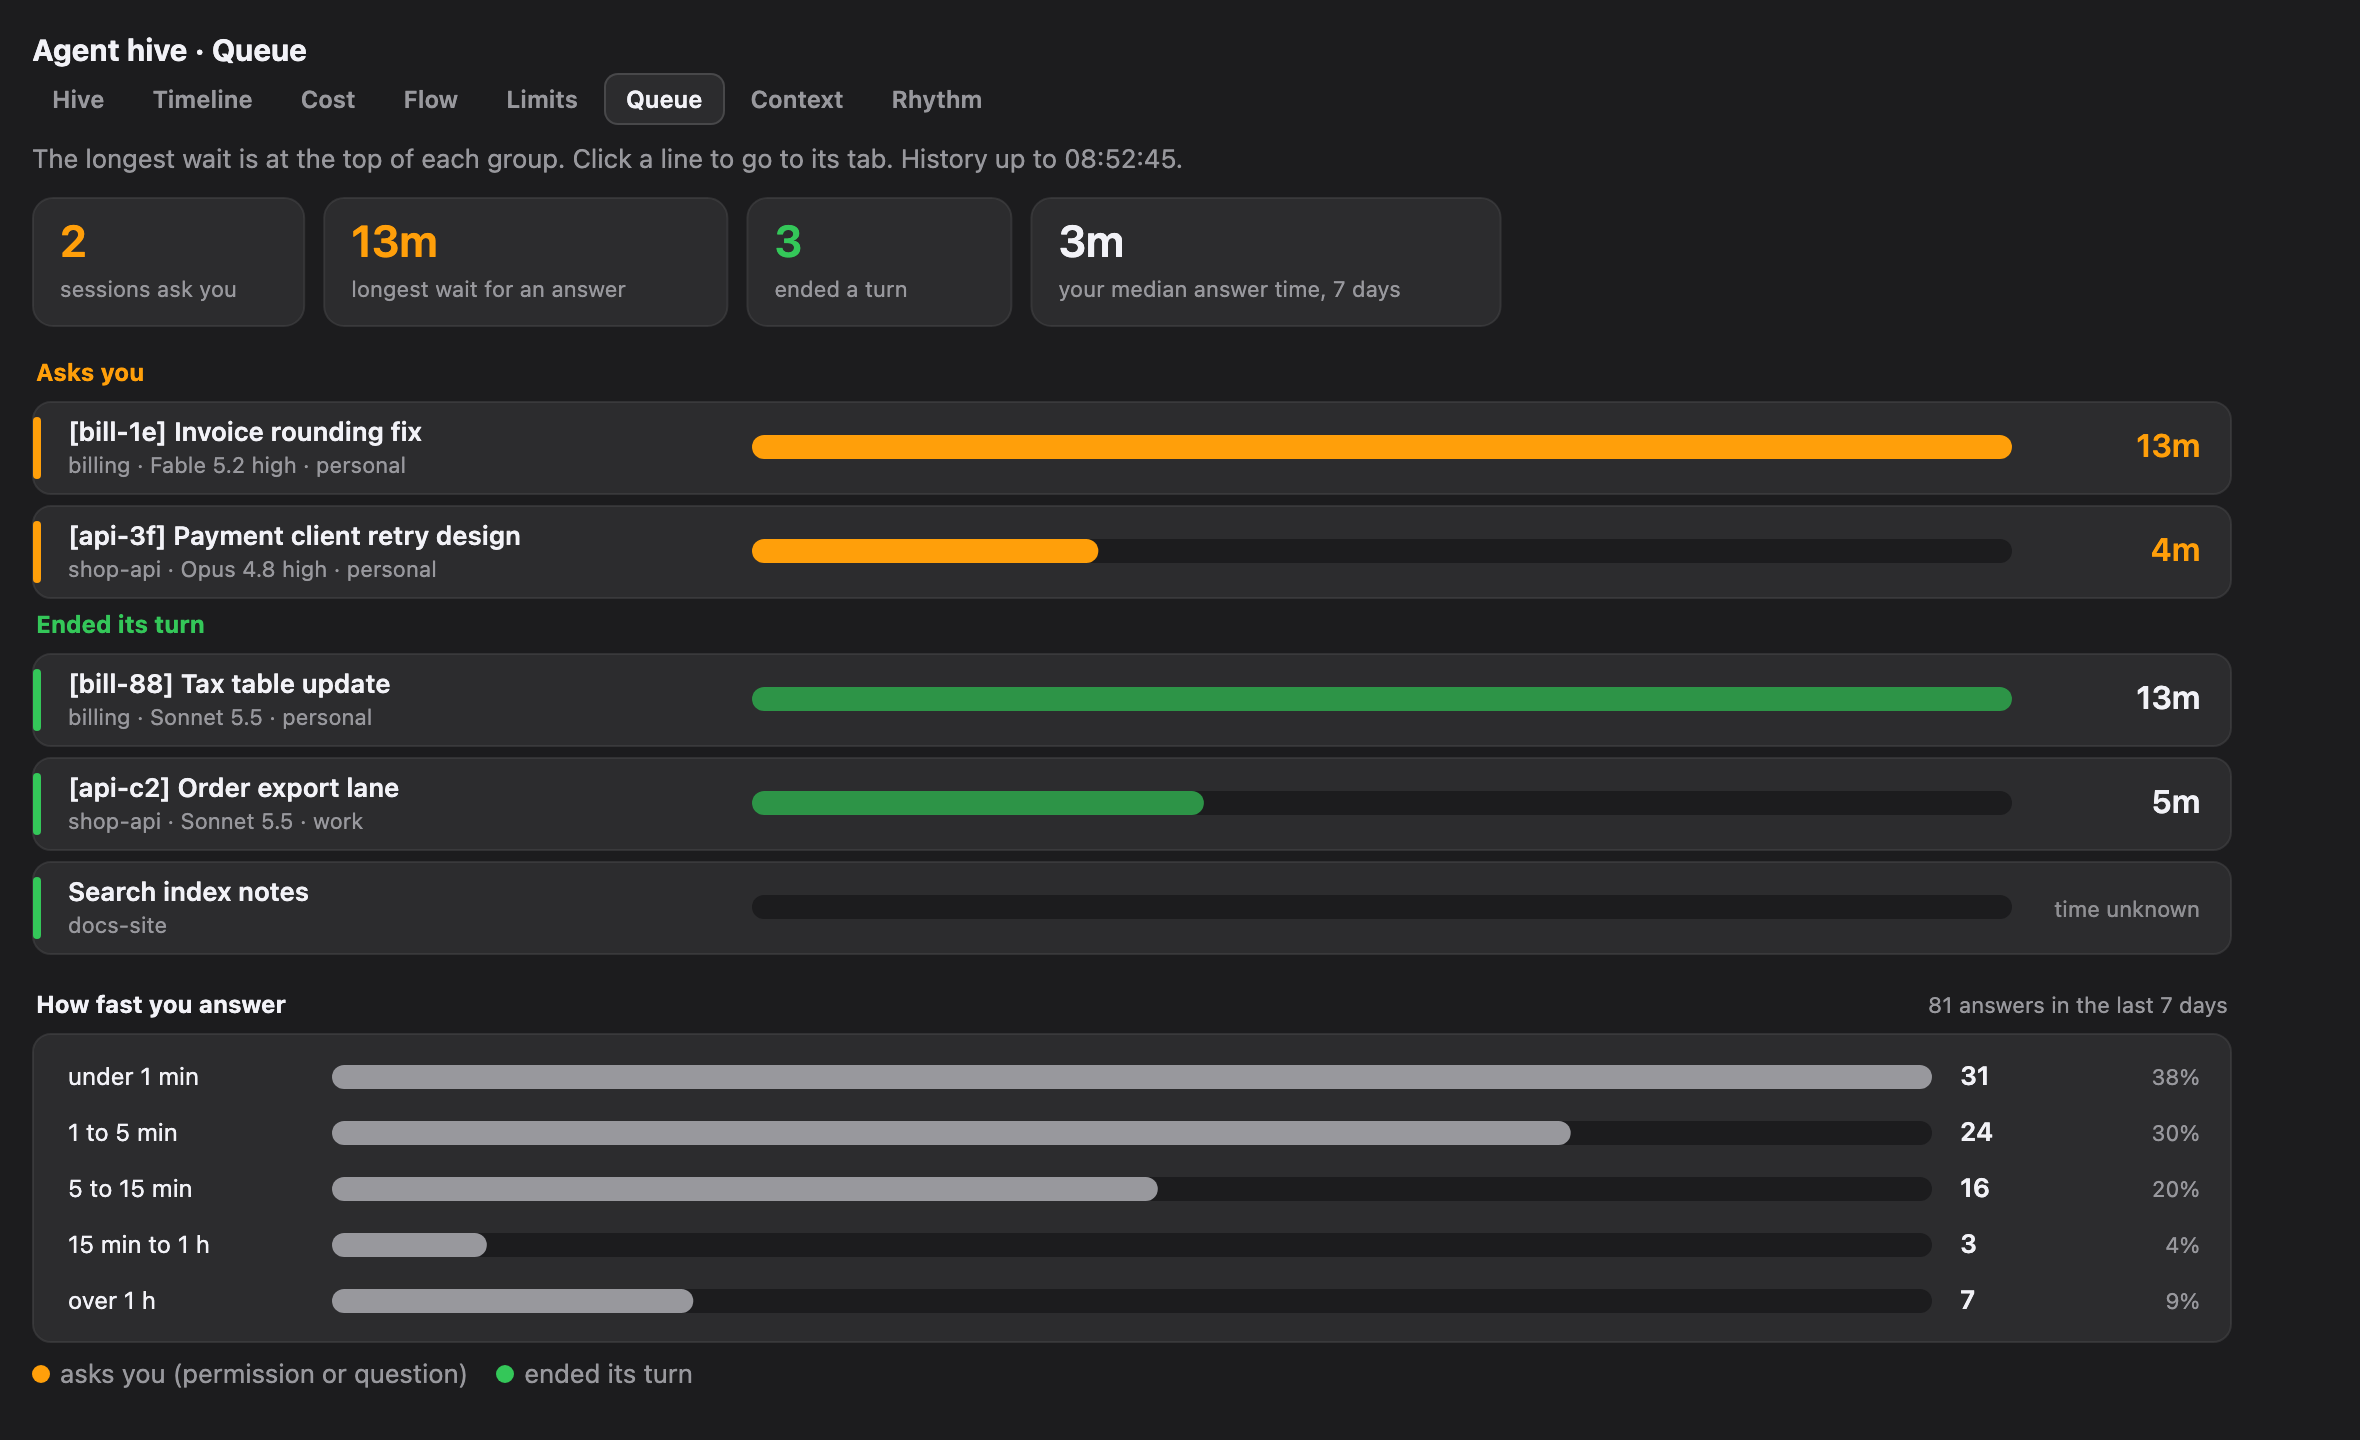 Agent hive · Queue
Hive Timeline Cost Flow Limits Queue Context Rhythm
The longest wait is at the top of each group. Click a line to go to its tab. History up to 08:52:45.
2
sessions ask you
13m
longest wait for an answer
3
ended a turn
3m
your median answer time, 7 days
Asks you
[bill-1e] Invoice rounding fix
billing · Fable 5.2 high · personal
13m
[api-3f] Payment client retry design
shop-api · Opus 4.8 high · personal
4m
Ended its turn
[bill-88] Tax table update
billing · Sonnet 5.5 · personal
13m
[api-c2] Order export lane
shop-api · Sonnet 5.5 · work
5m
Search index notes
docs-site
time unknown
How fast you answer
81 answers in the last 7 days
under 1 min 31 38%
1 to 5 min 24 30%
5 to 15 min 16 20%
15 min to 1 h 3 4%
over 1 h 7 9%
asks you (permission or question) ended its turn